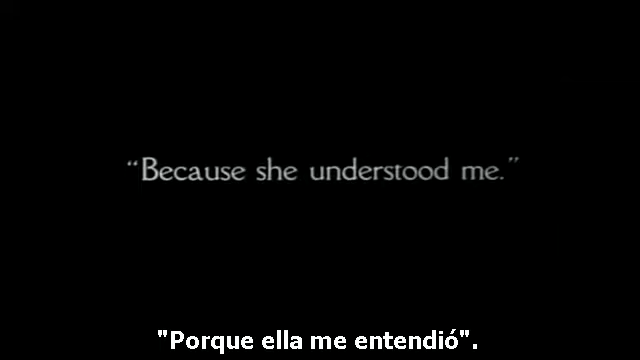 “Because she understood me.”
"Porque ella me entendió".